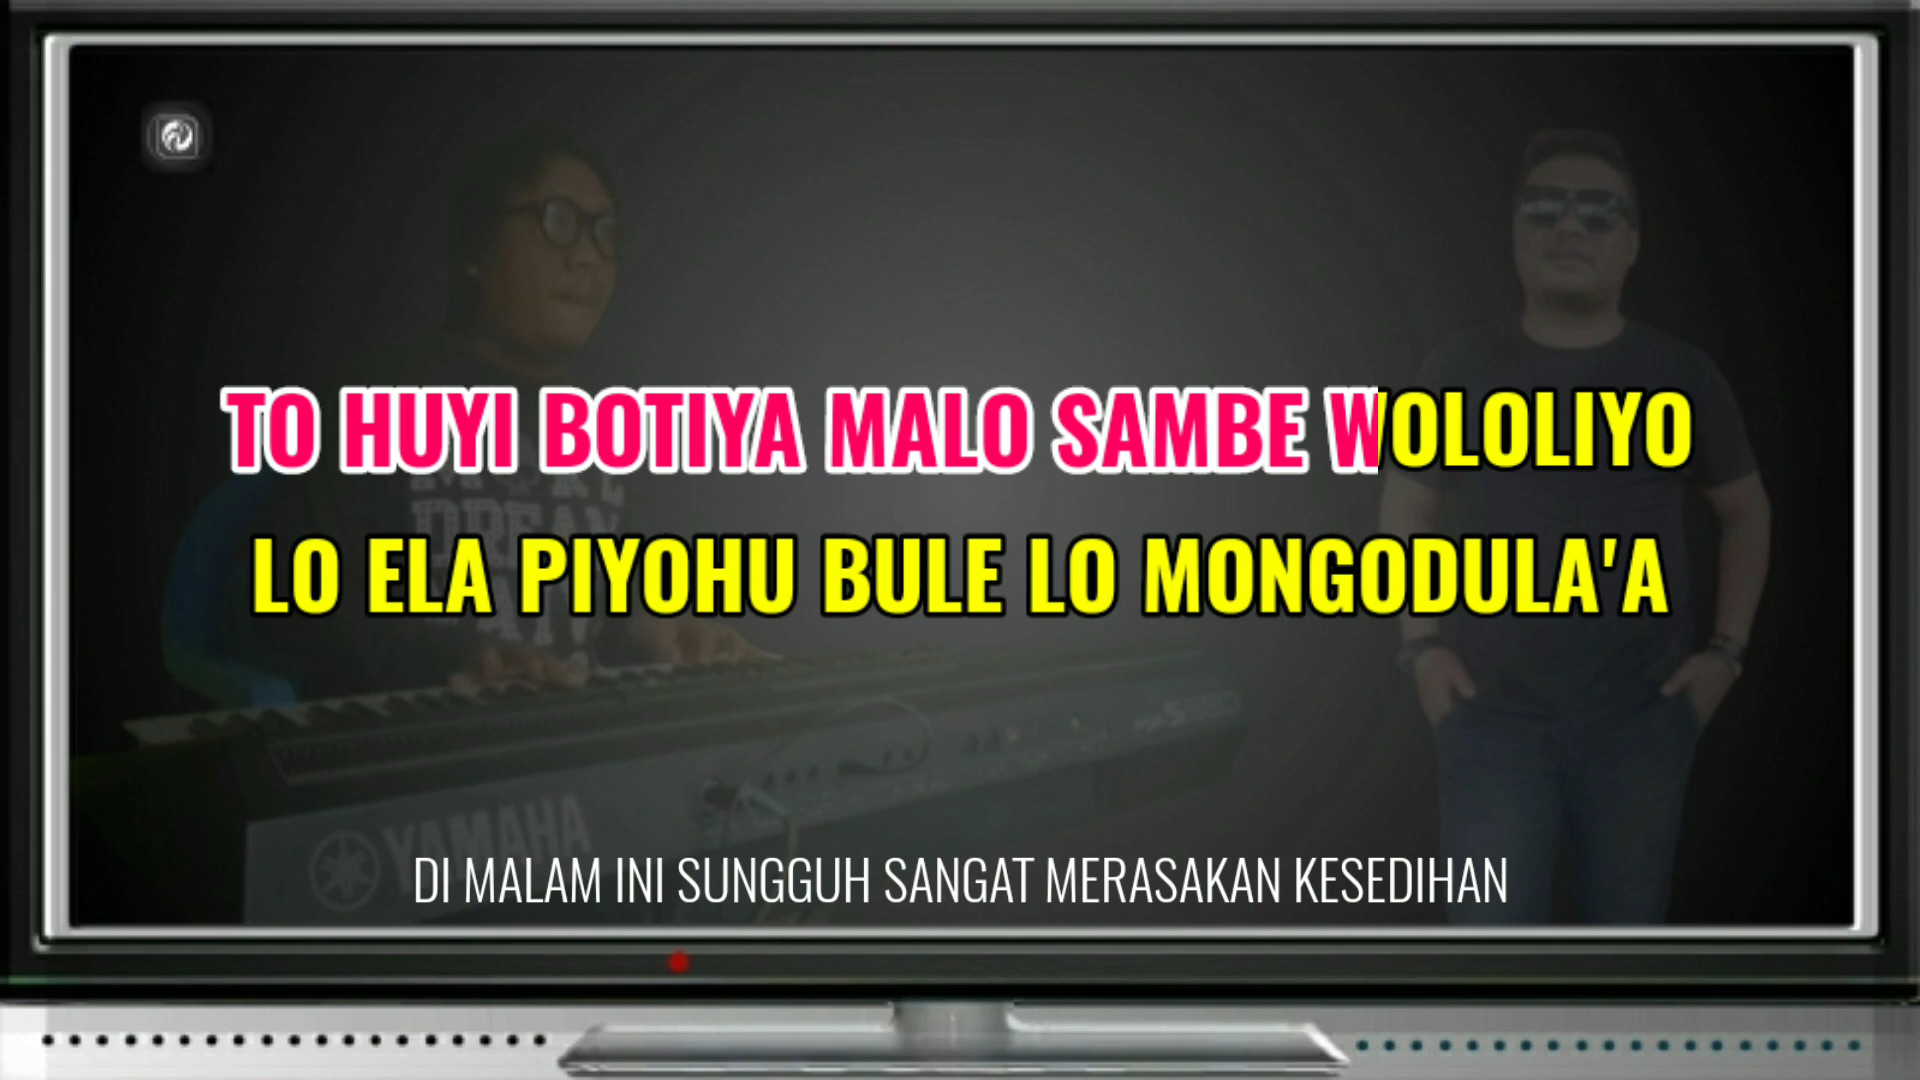 TO HUYI BOTIYA MALO SAMBE WOLOLIYO
LO ELA PIYOHU BULE LO MONGODULA'A
YAMAHA
DI MALAM INI SUNGGUH SANGAT MERASAKAN KESEDIHAN